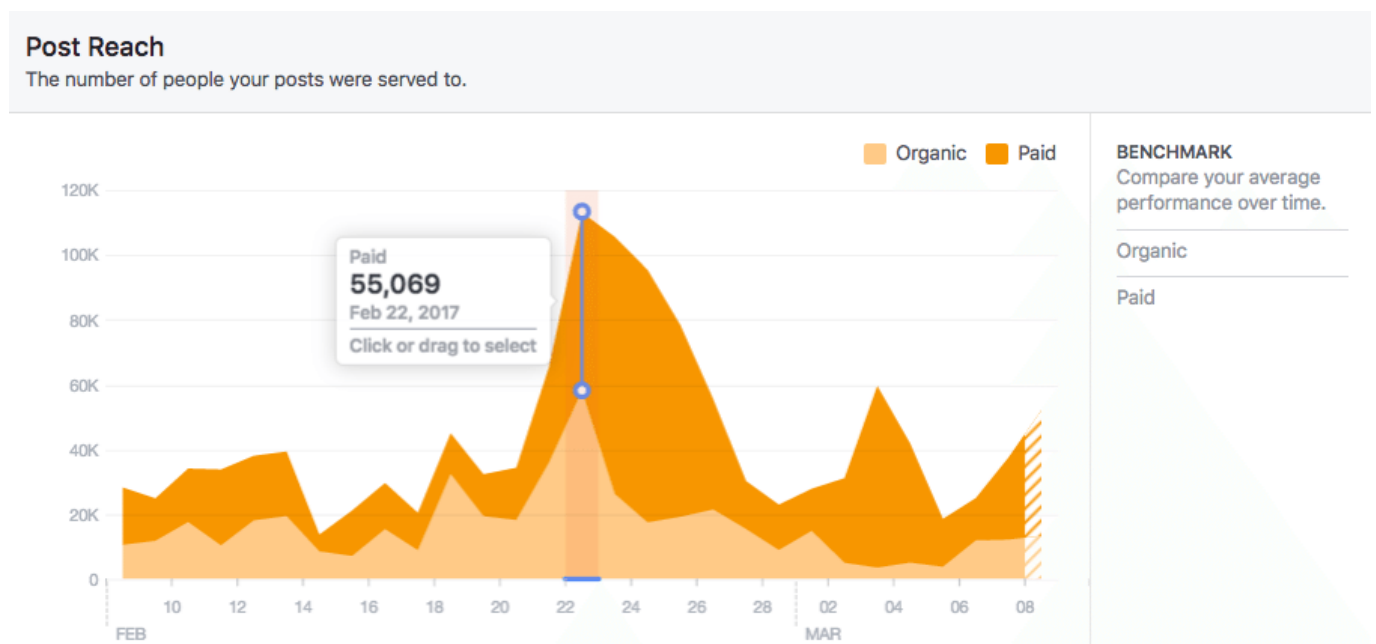 Post Reach
The number of people your posts were served to.
Organic Paid
BENCHMARK
Compare your average
performance over time.
Organic
Paid
120K
100K
80K
60K
40K
20K
0
Paid
55,069
Feb 22, 2017
Click or drag to select
10 12 14 16 18 20 22 24 26 28 02 04 06 08
FEB MAR